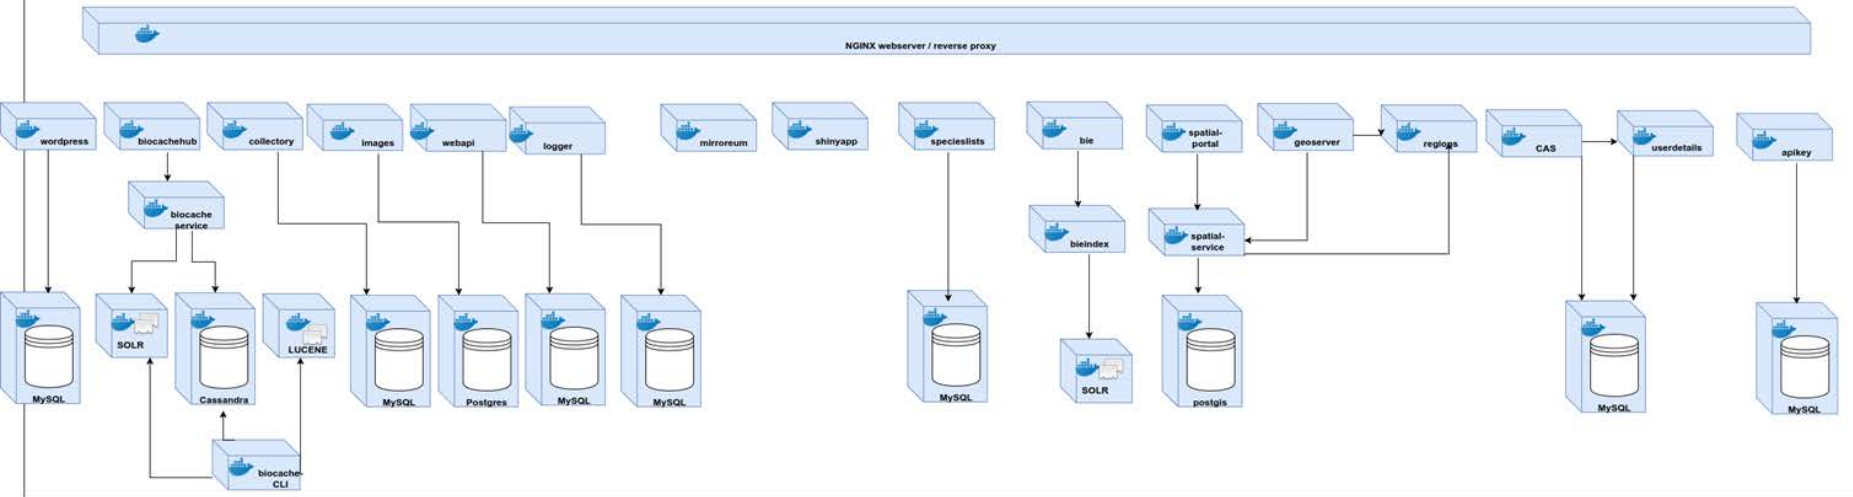 NGINX webserver / reverse proxy
wordpress
biocachehub
collectory
images
webapi
logger
mirroreum
shinyapp
specieslists
bie
spatial-
portal
geoserver
regions
CAS
userdetails
apikey
biocache
service
bieindex
spatial-
service
MySQL
SOLR
Cassandra
LUCENE
MySQL
Postgres
MySQL
MySQL
MySQL
SOLR
postgis
MySQL
MySQL
biocache-
CLI